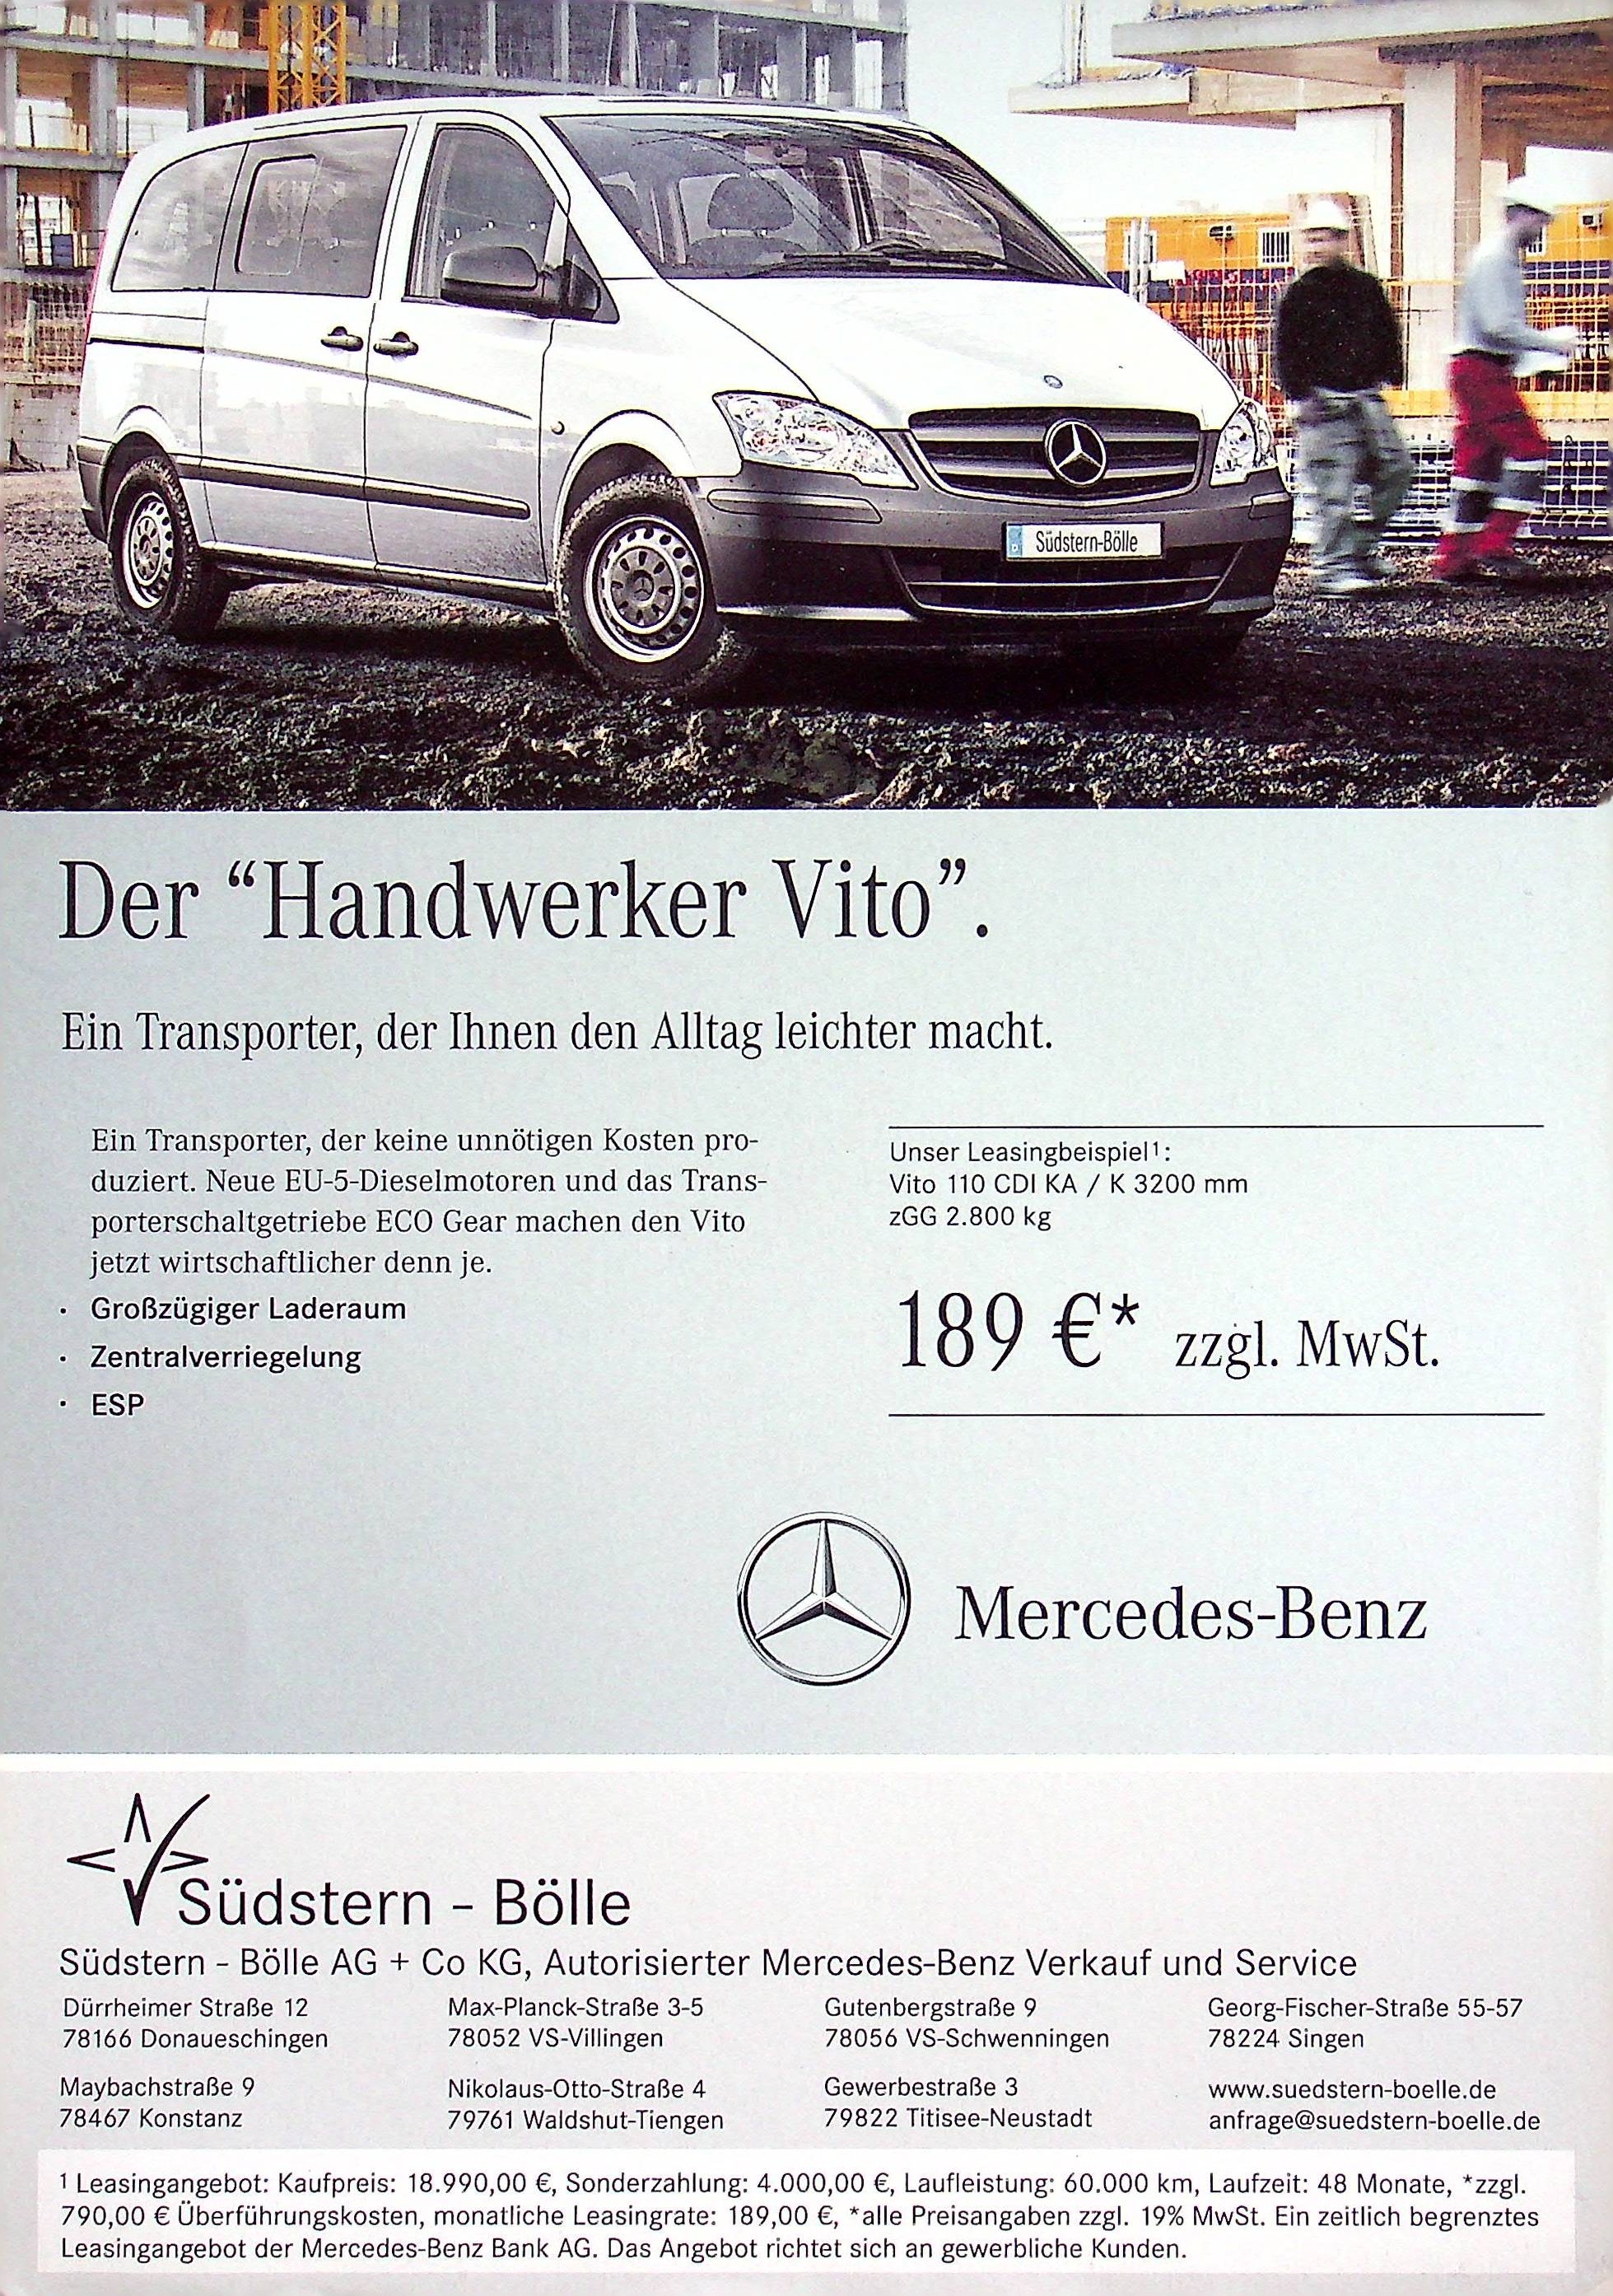 Südstern-Bölle
Der “Handwerker Vito”.
Ein Transporter, der Ihnen den Alltag leichter macht.
Ein Transporter, der keine unnötigen Kosten pro-
duziert. Neue EU-5-Dieselmotoren und das Trans-
porterschaltgetriebe ECO Gear machen den Vito
jetzt wirtschaftlicher denn je.
· Großzügiger Laderaum
· Zentralverriegelung
· ESP
Unser Leasingbeispiel¹:
Vito 110 CDI KA / K 3200 mm
zGG 2.800 kg
189 €* zzgl. MwSt.
Mercedes-Benz
Südstern - Bölle
Südstern - Bölle AG + Co KG, Autorisierter Mercedes-Benz Verkauf und Service
Dürrheimer Straße 12
78166 Donaueschingen
Max-Planck-Straße 3-5
78052 VS-Villingen
Gutenbergstraße 9
78056 VS-Schwenningen
Georg-Fischer-Straße 55-57
78224 Singen
Maybachstraße 9
78467 Konstanz
Nikolaus-Otto-Straße 4
79761 Waldshut-Tiengen
Gewerbestraße 3
79822 Titisee-Neustadt
www.suedstern-boelle.de
anfrage@suedstern-boelle.de
¹ Leasingangebot: Kaufpreis: 18.990,00 €, Sonderzahlung: 4.000,00 €, Laufleistung: 60.000 km, Laufzeit: 48 Monate, *zzgl.
790,00 € Überführungskosten, monatliche Leasingrate: 189,00 €, *alle Preisangaben zzgl. 19% MwSt. Ein zeitlich begrenztes
Leasingangebot der Mercedes-Benz Bank AG. Das Angebot richtet sich an gewerbliche Kunden.